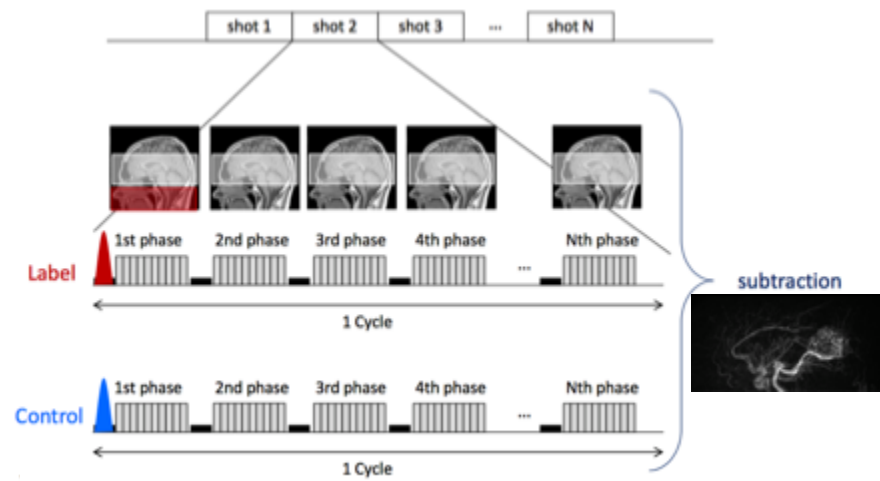 shot 1 shot 2 shot 3 ... shot N
1st phase 2nd phase 3rd phase 4th phase Nth phase
Label
...
1 Cycle
subtraction
1st phase 2nd phase 3rd phase 4th phase Nth phase
Control
...
1 Cycle